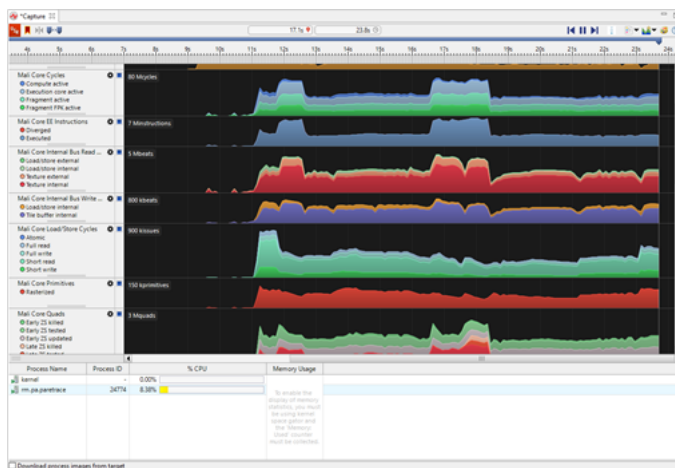 *Capture
17.1s
23.8s
4s 5s 6s 7s 8s 9s 10s 11s 12s 13s 14s 15s 16s 17s 18s 19s 20s 21s 22s 23s 24s
Mali Core Cycles
80 Mcycles
Compute active
Execution core active
Fragment active
Fragment FPK active
Mali Core EE Instructions
7 Minstructions
Diverged
Executed
Mali Core Internal Bus Read ...
5 Mbeats
Load/store external
Load/store internal
Texture external
Texture internal
Mali Core Internal Bus Write ...
800 kbeats
Load/store internal
Tile buffer internal
Mali Core Load/Store Cycles
900 kissues
Atomic
Full read
Full write
Short read
Short write
Mali Core Primitives
150 kprimitives
Rasterized
Mali Core Quads
3 Mquads
Early ZS killed
Early ZS tested
Early ZS updated
Late ZS killed
Late ZS tested
Process Name Process ID % CPU Memory Usage
kernel - 0.00%
24774 8.38%
To enable the
display of memory
statistics, you must
be using kernel
space gator and
the 'Memory:
Used' counter
must be collected.
Download process images from target